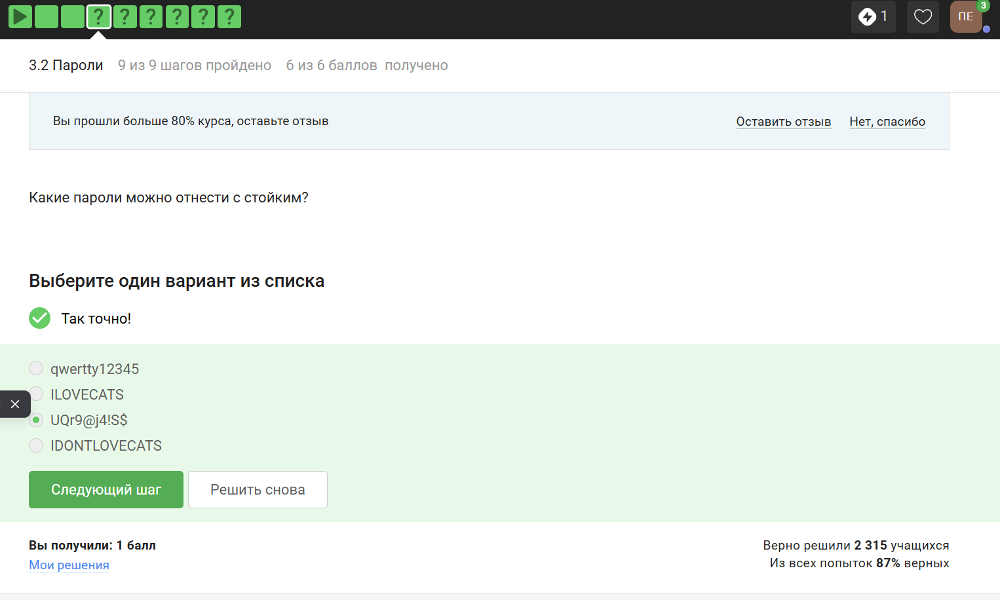 ? ? ? ? ? ?
1
ПЕ
3
3.2 Пароли 9 из 9 шагов пройдено 6 из 6 баллов получено
Вы прошли больше 80% курса, оставьте отзыв
Оставить отзыв
Нет, спасибо
Какие пароли можно отнести с стойким?
Выберите один вариант из списка
Так точно!
qwertty12345
ILOVECATS
UQr9@j4!S$
IDONTLOVECATS
Следующий шаг
Решить снова
Вы получили: 1 балл
Мои решения
Верно решили 2 315 учащихся
Из всех попыток 87% верных